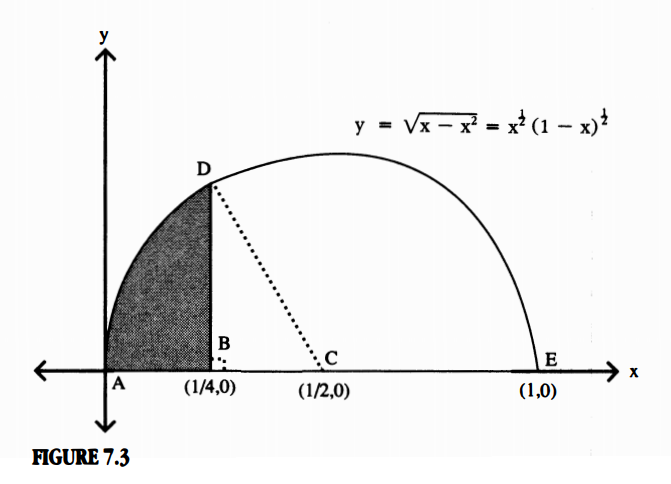 y
y = √x − x² = x^½ (1 − x)^½
D
B
C
E
x
A
(1/4,0)
(1/2,0)
(1,0)
FIGURE 7.3